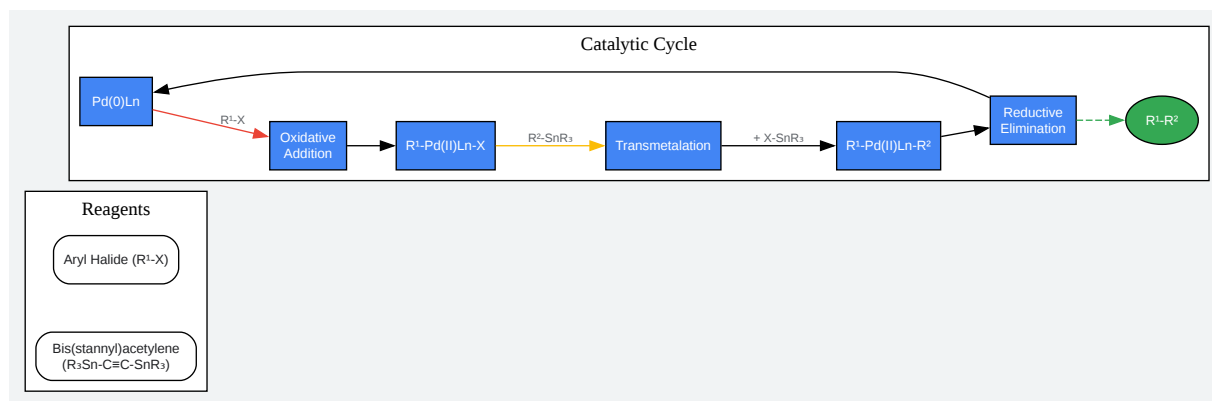 Catalytic Cycle
Pd(0)Ln
R¹-X
Oxidative
Addition
R¹-Pd(II)Ln-X
R²-SnR₃
Transmetalation
+ X-SnR₃
R¹-Pd(II)Ln-R²
Reductive
Elimination
R¹-R²
Reagents
Aryl Halide (R¹-X)
Bis(stannyl)acetylene
(R₃Sn-C≡C-SnR₃)